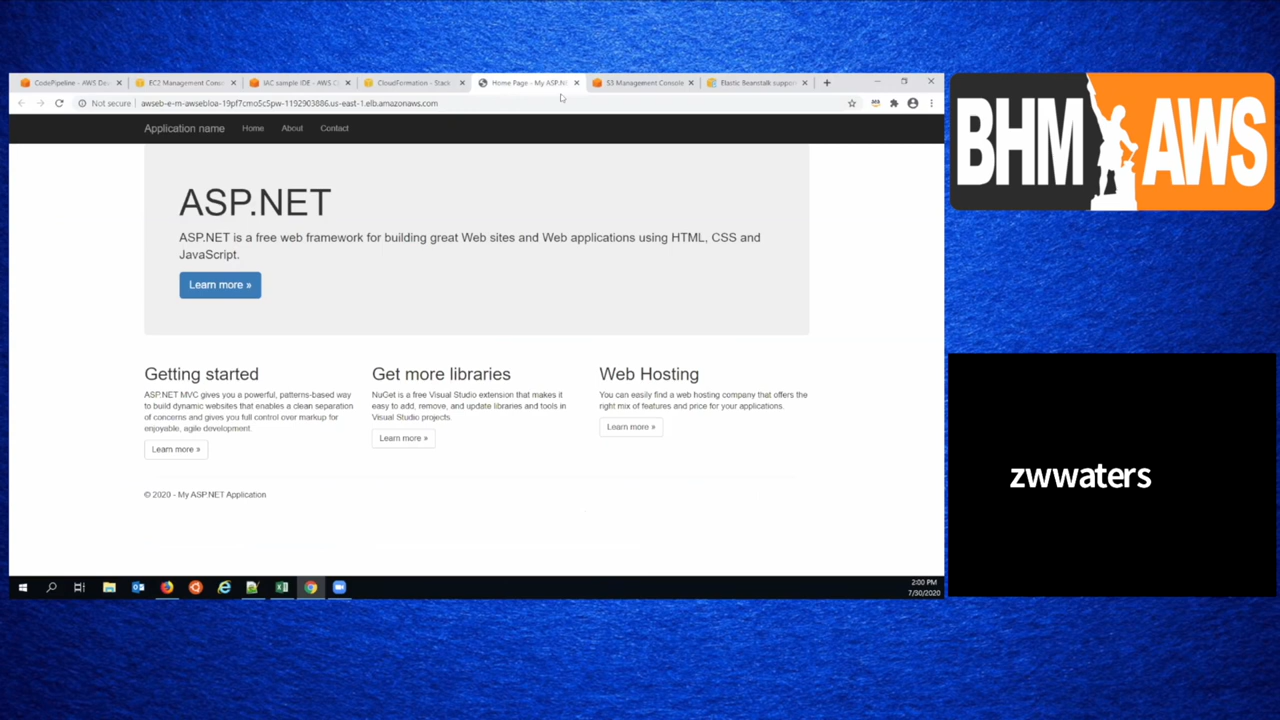 CodePipeline - AWS Dev
EC2 Management Conso
IAC sample IDE - AWS C
CloudFormation - Stack
Home Page - My ASP.NE
S3 Management Console
Elastic Beanstalk suppor
Not secure
awseb-e-m-awsebloa-19pf7cmo5c5pw-1192903886.us-east-1.elb.amazonaws.com
Application name
Home
About
Contact
ASP.NET
ASP.NET is a free web framework for building great Web sites and Web applications using HTML, CSS and
JavaScript.
Learn more »
Getting started
ASP.NET MVC gives you a powerful, patterns-based way
to build dynamic websites that enables a clean separation
of concerns and gives you full control over markup for
enjoyable, agile development.
Learn more »
Get more libraries
NuGet is a free Visual Studio extension that makes it
easy to add, remove, and update libraries and tools in
Visual Studio projects.
Learn more »
Web Hosting
You can easily find a web hosting company that offers the
right mix of features and price for your applications.
Learn more »
© 2020 - My ASP.NET Application
2:00 PM
7/30/2020
BHM AWS
zwwaters